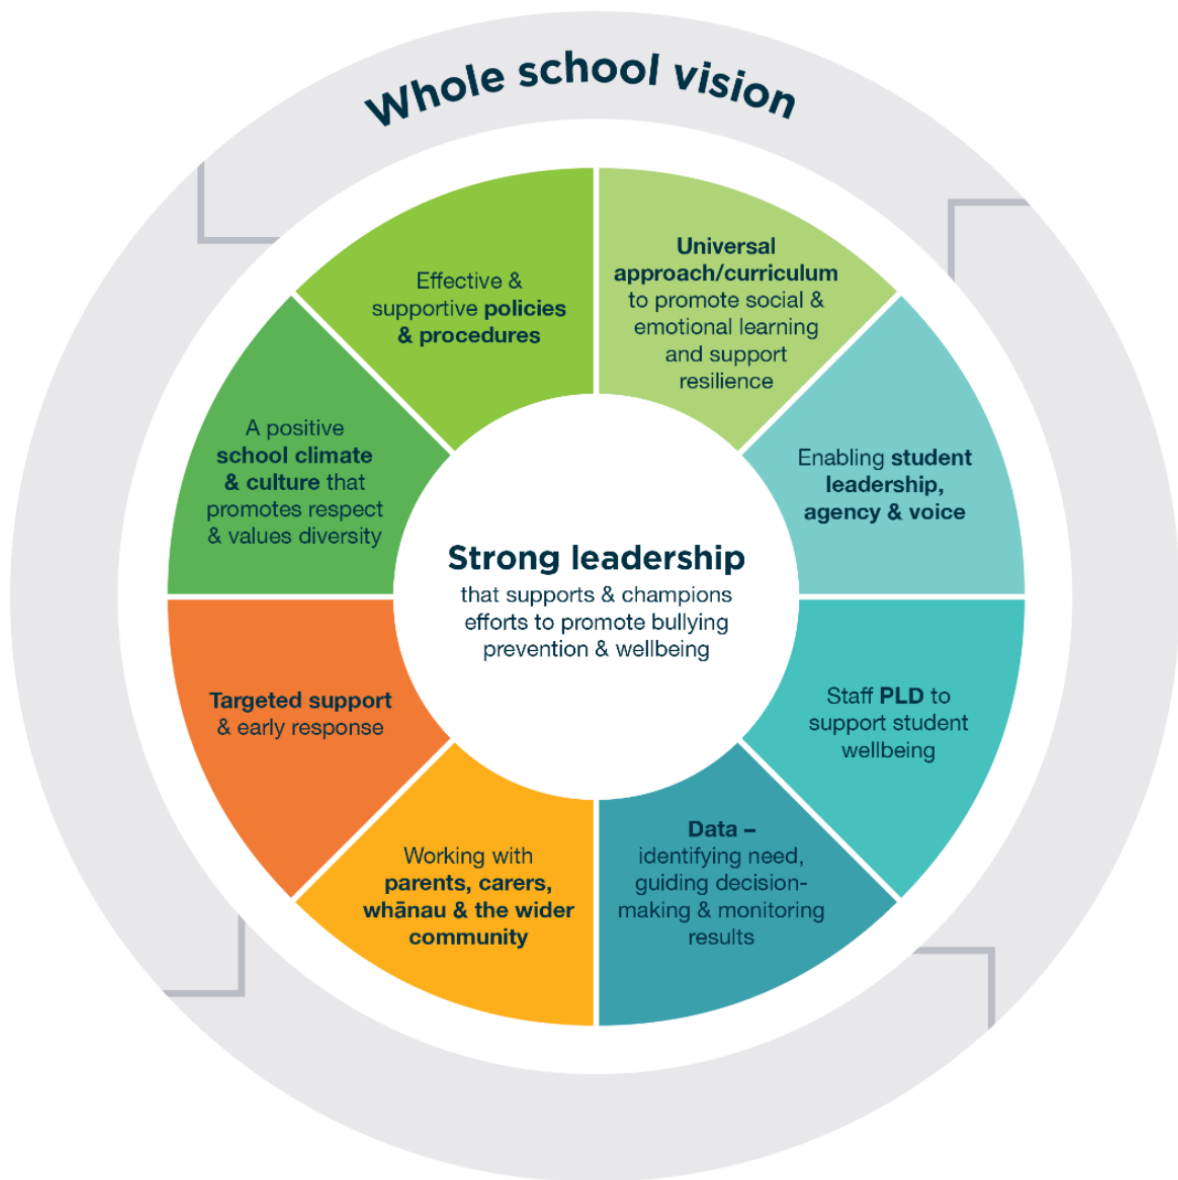 Whole school vision
Universal
approach/curriculum
to promote social &
emotional learning
and support
resilience
Enabling student
leadership,
agency & voice
Staff PLD to
support student
wellbeing
Data –
identifying need,
guiding decision-
making & monitoring
results
Working with
parents, carers,
whānau & the wider
community
Targeted support
& early response
A positive
school climate
& culture that
promotes respect
& values diversity
Effective &
supportive policies
& procedures
Strong leadership
that supports & champions
efforts to promote bullying
prevention & wellbeing